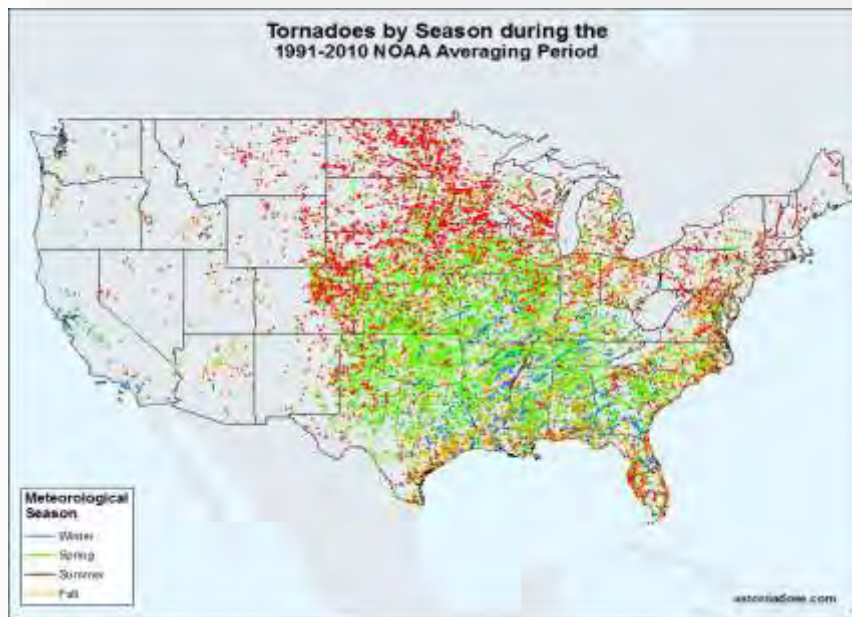 Tornadoes by Season during the
1991-2010 NOAA Averaging Period
Meteorological
Season
Winter
Spring
Summer
Fall
ustornadoes.com